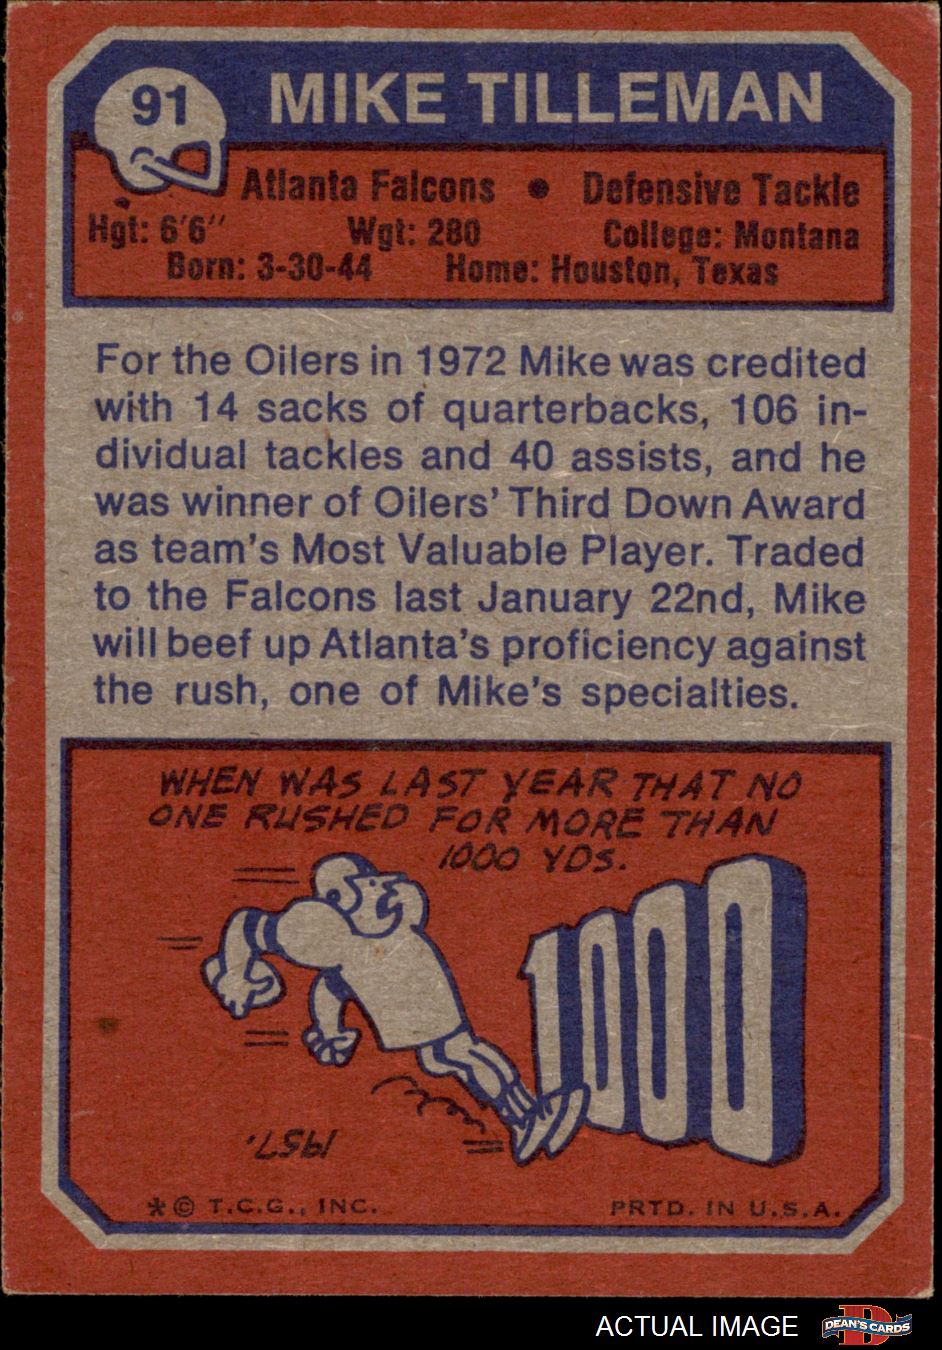 91
MIKE TILLEMAN
Atlanta Falcons • Defensive Tackle
Hgt: 6'6" Wgt: 280 College: Montana
Born: 3-30-44 Home: Houston, Texas
For the Oilers in 1972 Mike was credited
with 14 sacks of quarterbacks, 106 in-
dividual tackles and 40 assists, and he
was winner of Oilers' Third Down Award
as team's Most Valuable Player. Traded
to the Falcons last January 22nd, Mike
will beef up Atlanta's proficiency against
the rush, one of Mike's specialties.
WHEN WAS LAST YEAR THAT NO
ONE RUSHED FOR MORE THAN
1000 YDS.
1000
1957.
* © T.C.G., INC. PRTD. IN U.S.A.
ACTUAL IMAGE
D
DEAN'S CARDS